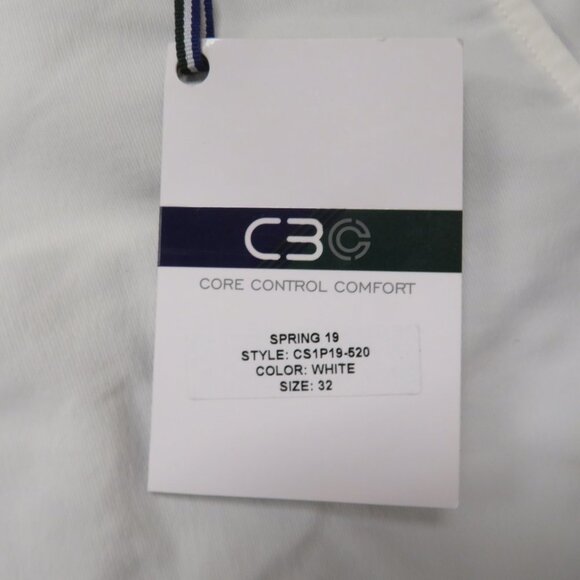 C3C
CORE CONTROL COMFORT
SPRING 19
STYLE: CS1P19-520
COLOR: WHITE
SIZE: 32